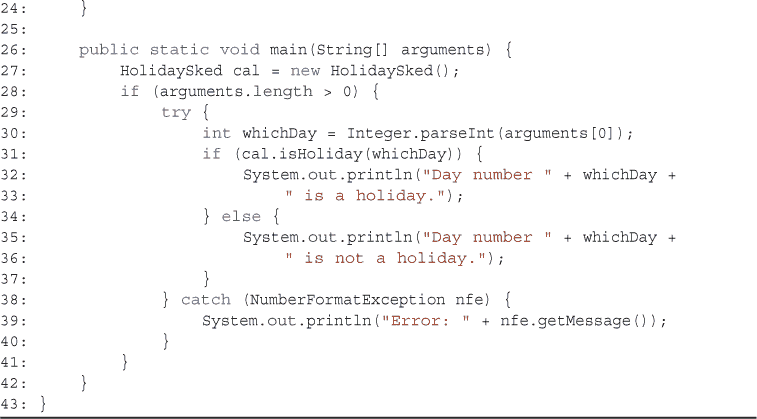 24:     }
25:
26:     public static void main(String[] arguments) {
27:         HolidaySked cal = new HolidaySked();
28:         if (arguments.length > 0) {
29:             try {
30:                 int whichDay = Integer.parseInt(arguments[0]);
31:                 if (cal.isHoliday(whichDay)) {
32:                     System.out.println("Day number " + whichDay +
33:                         " is a holiday.");
34:                 } else {
35:                     System.out.println("Day number " + whichDay +
36:                         " is not a holiday.");
37:                 }
38:             } catch (NumberFormatException nfe) {
39:                 System.out.println("Error: " + nfe.getMessage());
40:             }
41:         }
42:     }
43: }